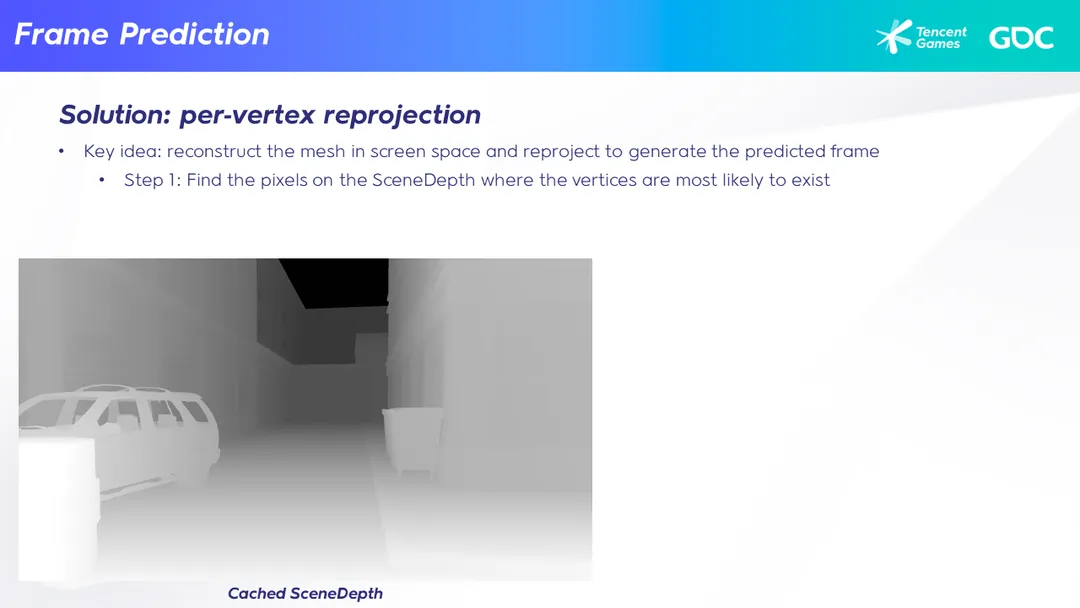 Frame Prediction
Tencent
Games
GDC
Solution: per-vertex reprojection
• Key idea: reconstruct the mesh in screen space and reproject to generate the predicted frame
• Step 1: Find the pixels on the SceneDepth where the vertices are most likely to exist
Cached SceneDepth